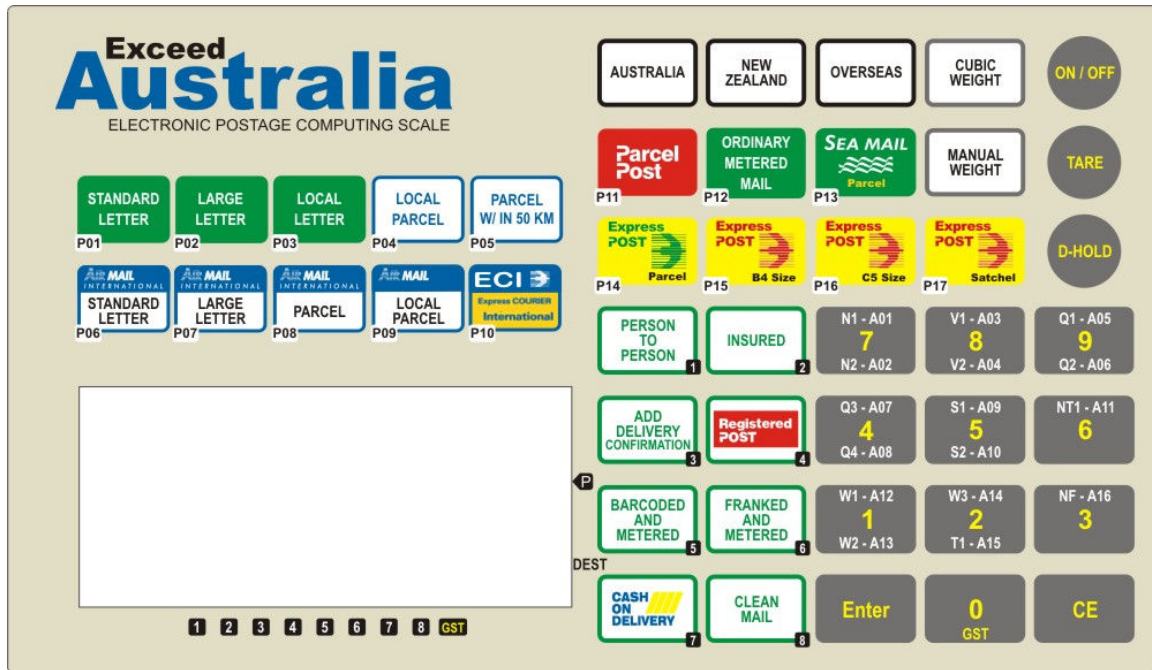 Exceed
Australia
ELECTRONIC POSTAGE COMPUTING SCALE
STANDARD
LETTER
P01
LARGE
LETTER
P02
LOCAL
LETTER
P03
LOCAL
PARCEL
P04
PARCEL
W/ IN 50 KM
P05
AIR MAIL
INTERNATIONAL
STANDARD
LETTER
P06
AIR MAIL
INTERNATIONAL
LARGE
LETTER
P07
AIR MAIL
INTERNATIONAL
PARCEL
P08
AIR MAIL
LOCAL
PARCEL
P09
ECI
Express COURIER
International
P10
P
DEST
1 2 3 4 5 6 7 8 GST
AUSTRALIA
NEW
ZEALAND
OVERSEAS
CUBIC
WEIGHT
ON / OFF
Parcel
Post
P11
ORDINARY
METERED
MAIL
P12
SEA MAIL
Parcel
P13
MANUAL
WEIGHT
TARE
Express
POST
Parcel
P14
Express
POST
B4 Size
P15
Express
POST
C5 Size
P16
Express
POST
Satchel
P17
D-HOLD
PERSON
TO
PERSON
1
INSURED
2
N1 - A01
7
N2 - A02
V1 - A03
8
V2 - A04
Q1 - A05
9
Q2 - A06
ADD
DELIVERY
CONFIRMATION
3
Registered
POST
4
Q3 - A07
4
Q4 - A08
S1 - A09
5
S2 - A10
NT1 - A11
6
BARCODED
AND
METERED
5
FRANKED
AND
METERED
6
W1 - A12
1
W2 - A13
W3 - A14
2
T1 - A15
NF - A16
3
CASH
ON
DELIVERY
7
CLEAN
MAIL
8
Enter
0
GST
CE